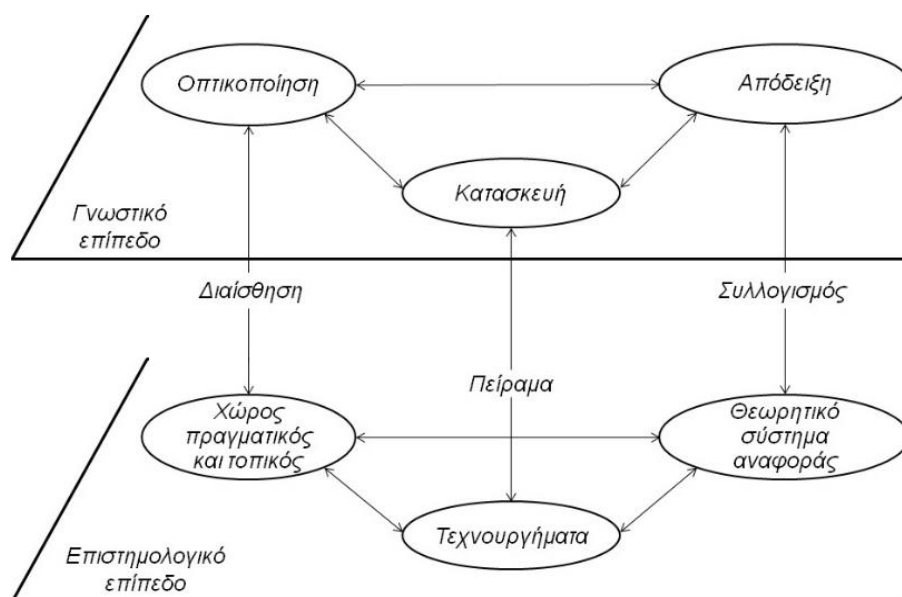 Οπτικοποίηση
Απόδειξη
Κατασκευή
Γνωστικό
επίπεδο
Διαίσθηση
Συλλογισμός
Πείραμα
Χώρος
πραγματικός
και τοπικός
Θεωρητικό
σύστημα
αναφοράς
Τεχνουργήματα
Επιστημολογικό
επίπεδο